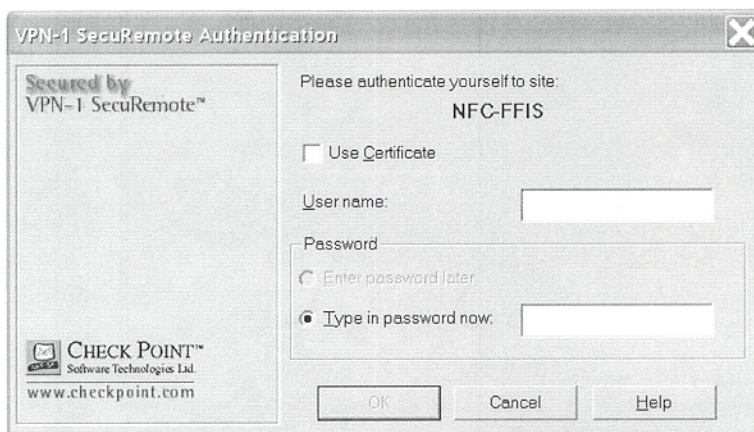 VPN-1 SecuRemote Authentication
Secured by
VPN-1 SecuRemote™
CHECK POINT™
Software Technologies Ltd.
www.checkpoint.com
Please authenticate yourself to site:
NFC-FFIS
Use Certificate
User name:
Password
Enter password later
Type in password now:
OK
Cancel
Help